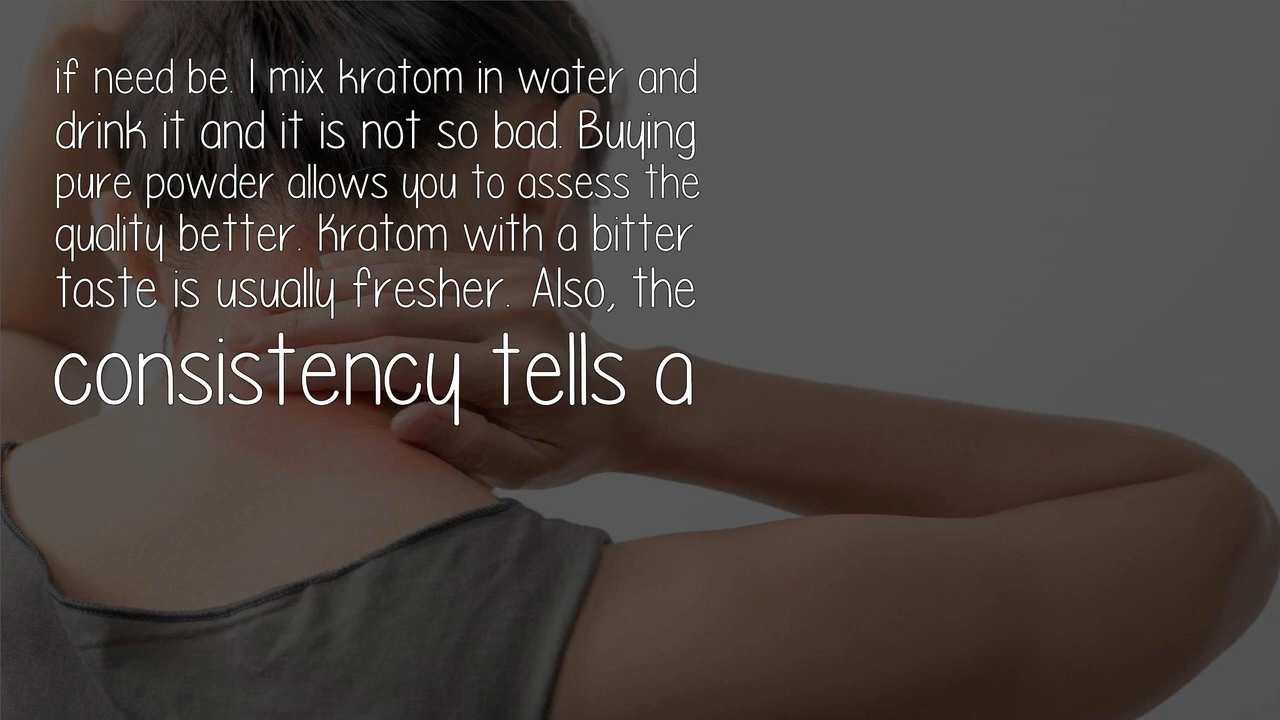 if need be. I mix kratom in water and
drink it and it is not so bad. Buying
pure powder allows you to assess the
quality better. Kratom with a bitter
taste is usually fresher. Also, the
consistency tells a